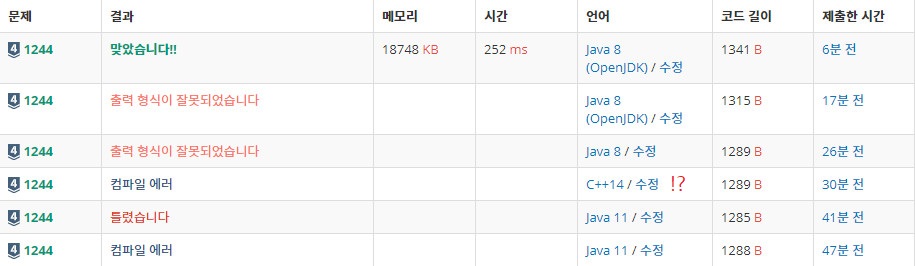 문제 결과 메모리 시간 언어 코드 길이 제출한 시간
4 1244 맞았습니다!! 18748 KB 252 ms Java 8 (OpenJDK) / 수정 1341 B 6분 전
4 1244 출력 형식이 잘못되었습니다 Java 8 (OpenJDK) / 수정 1315 B 17분 전
4 1244 출력 형식이 잘못되었습니다 Java 8 / 수정 1289 B 26분 전
4 1244 컴파일 에러 C++14 / 수정 !? 1289 B 30분 전
4 1244 틀렸습니다 Java 11 / 수정 1285 B 41분 전
4 1244 컴파일 에러 Java 11 / 수정 1288 B 47분 전